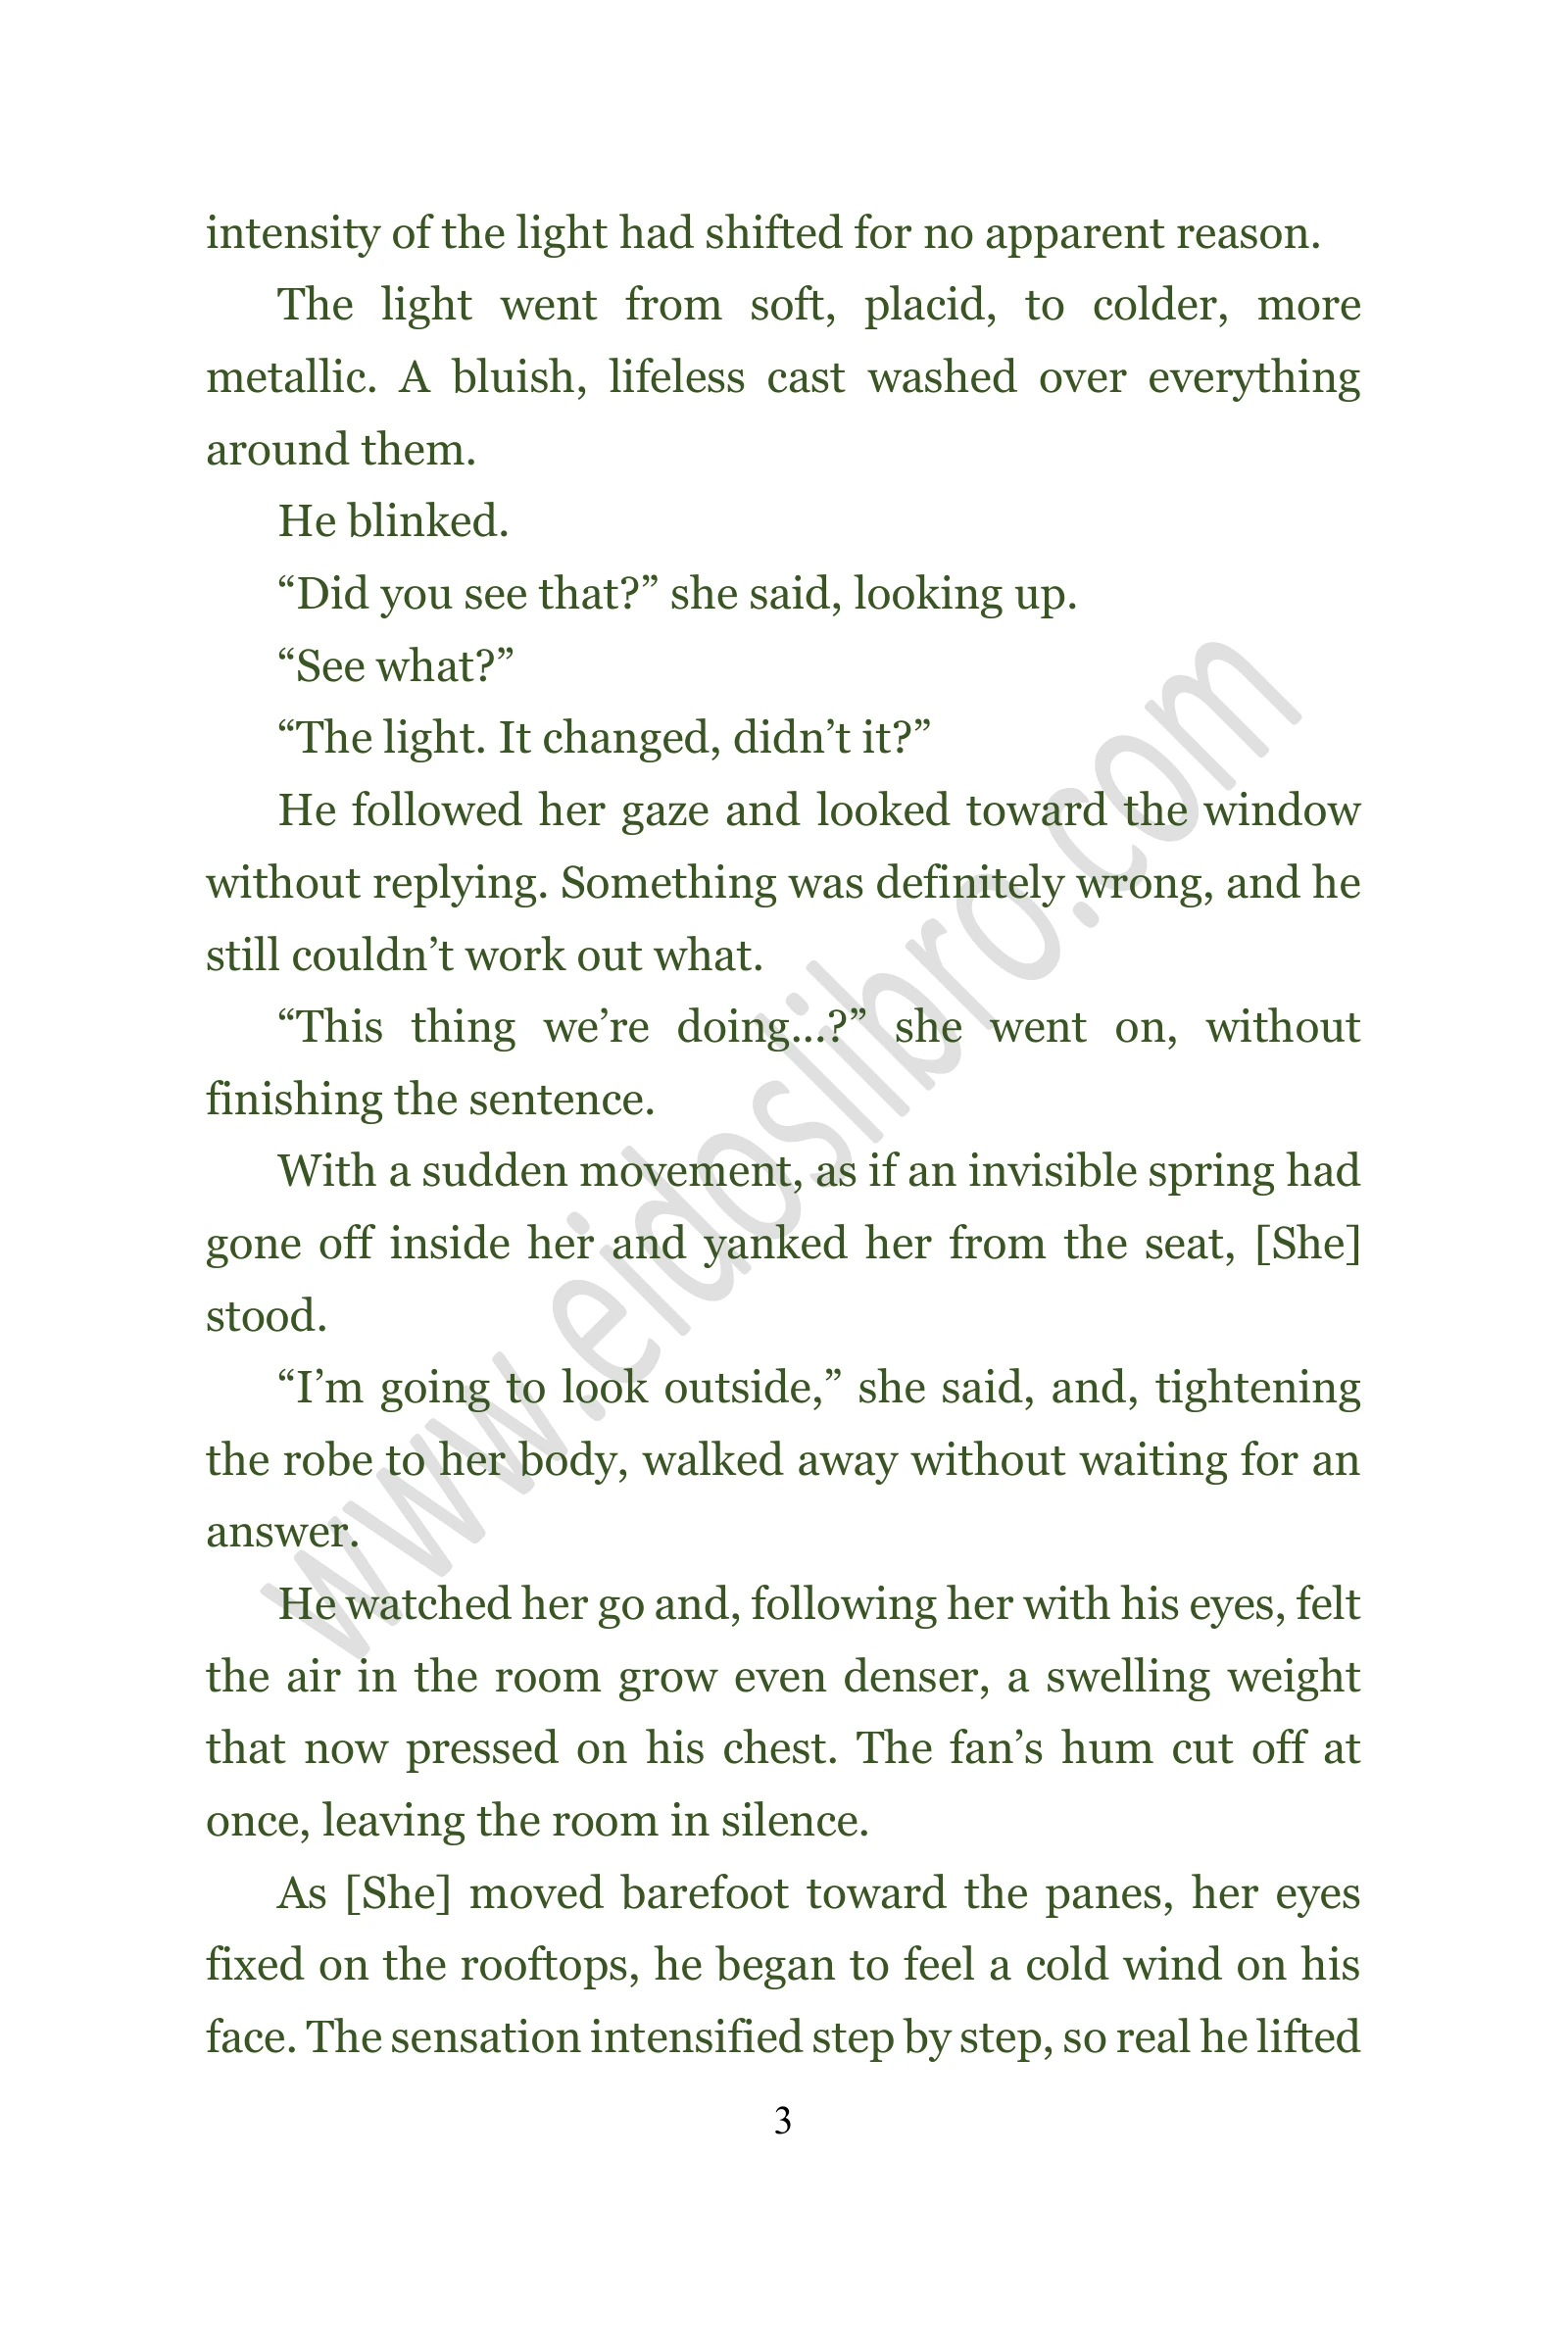 intensity of the light had shifted for no apparent reason.
The light went from soft, placid, to colder, more
metallic. A bluish, lifeless cast washed over everything
around them.
He blinked.
“Did you see that?” she said, looking up.
“See what?”
“The light. It changed, didn’t it?”
He followed her gaze and looked toward the window
without replying. Something was definitely wrong, and he
still couldn’t work out what.
“This thing we’re doing…?” she went on, without
finishing the sentence.
With a sudden movement, as if an invisible spring had
gone off inside her and yanked her from the seat, [She]
stood.
“I’m going to look outside,” she said, and, tightening
the robe to her body, walked away without waiting for an
answer.
He watched her go and, following her with his eyes, felt
the air in the room grow even denser, a swelling weight
that now pressed on his chest. The fan’s hum cut off at
once, leaving the room in silence.
As [She] moved barefoot toward the panes, her eyes
fixed on the rooftops, he began to feel a cold wind on his
face. The sensation intensified step by step, so real he lifted
3
www.eidoslibro.com